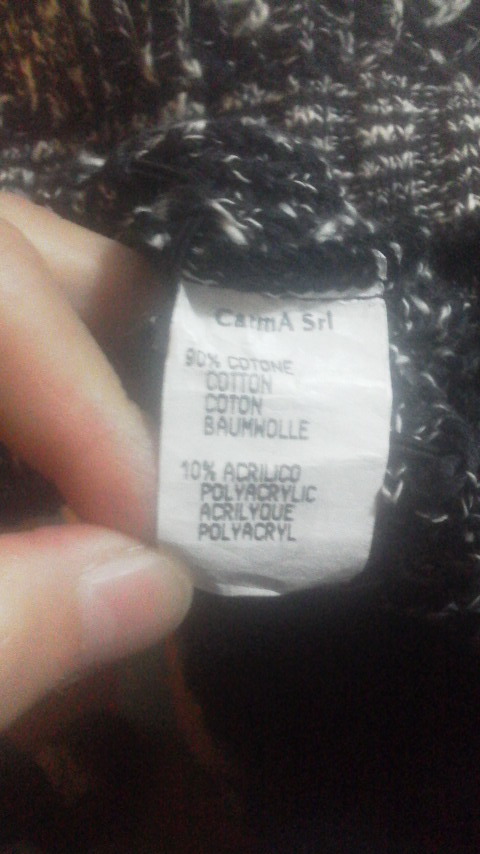 CarmA Srl
90% COTONE
COTTON
COTON
BAUMWOLLE
10% ACRILICO
POLYACRYLIC
ACRILYQUE
POLYACRYL